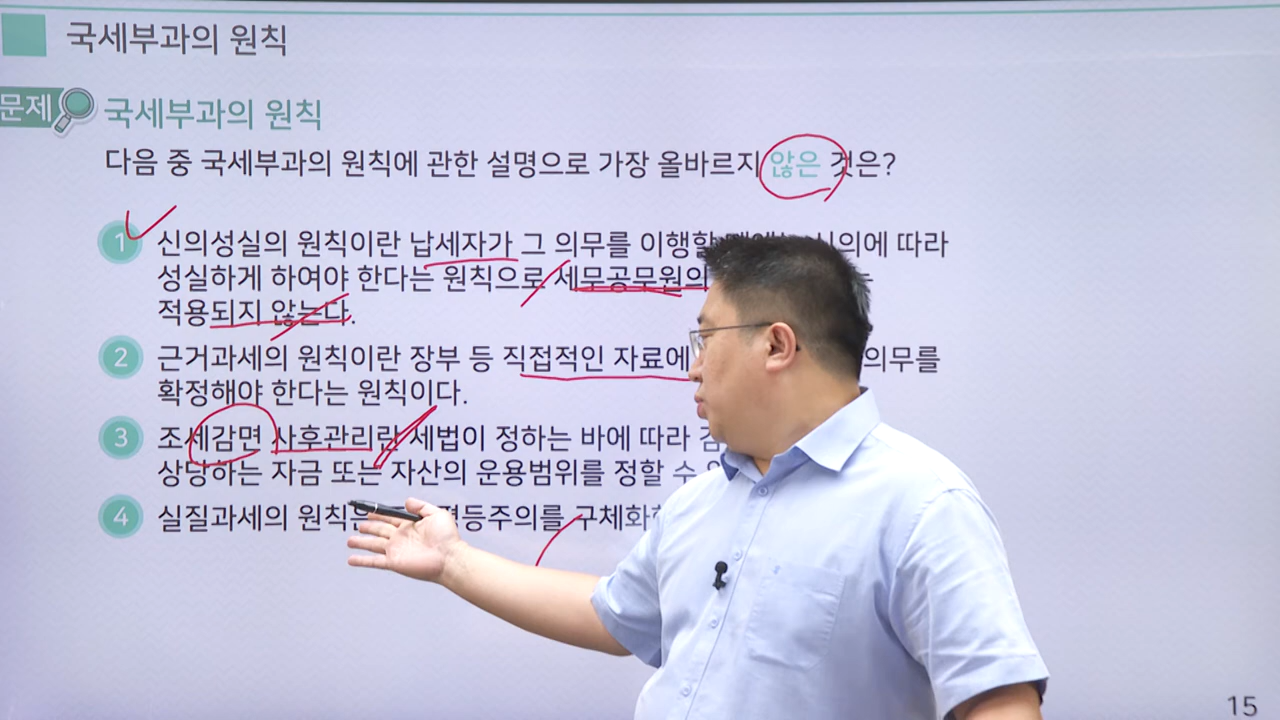 국세부과의 원칙
문제
국세부과의 원칙
다음 중 국세부과의 원칙에 관한 설명으로 가장 올바르지 않은 것은?
1 신의성실의 원칙이란 납세자가 그 의무를 이행할 신의에 따라
성실하게 하여야 한다는 원칙으로 세무공무원의
적용되지 않는다.
2 근거과세의 원칙이란 장부 등 직접적인 자료에 의무를
확정해야 한다는 원칙이다.
3 조세감면 사후관리란 세법이 정하는 바에 따라
상당하는 자금 또는 자산의 운용범위를 정할 수
4 실질과세의 원칙은 평등주의를
15